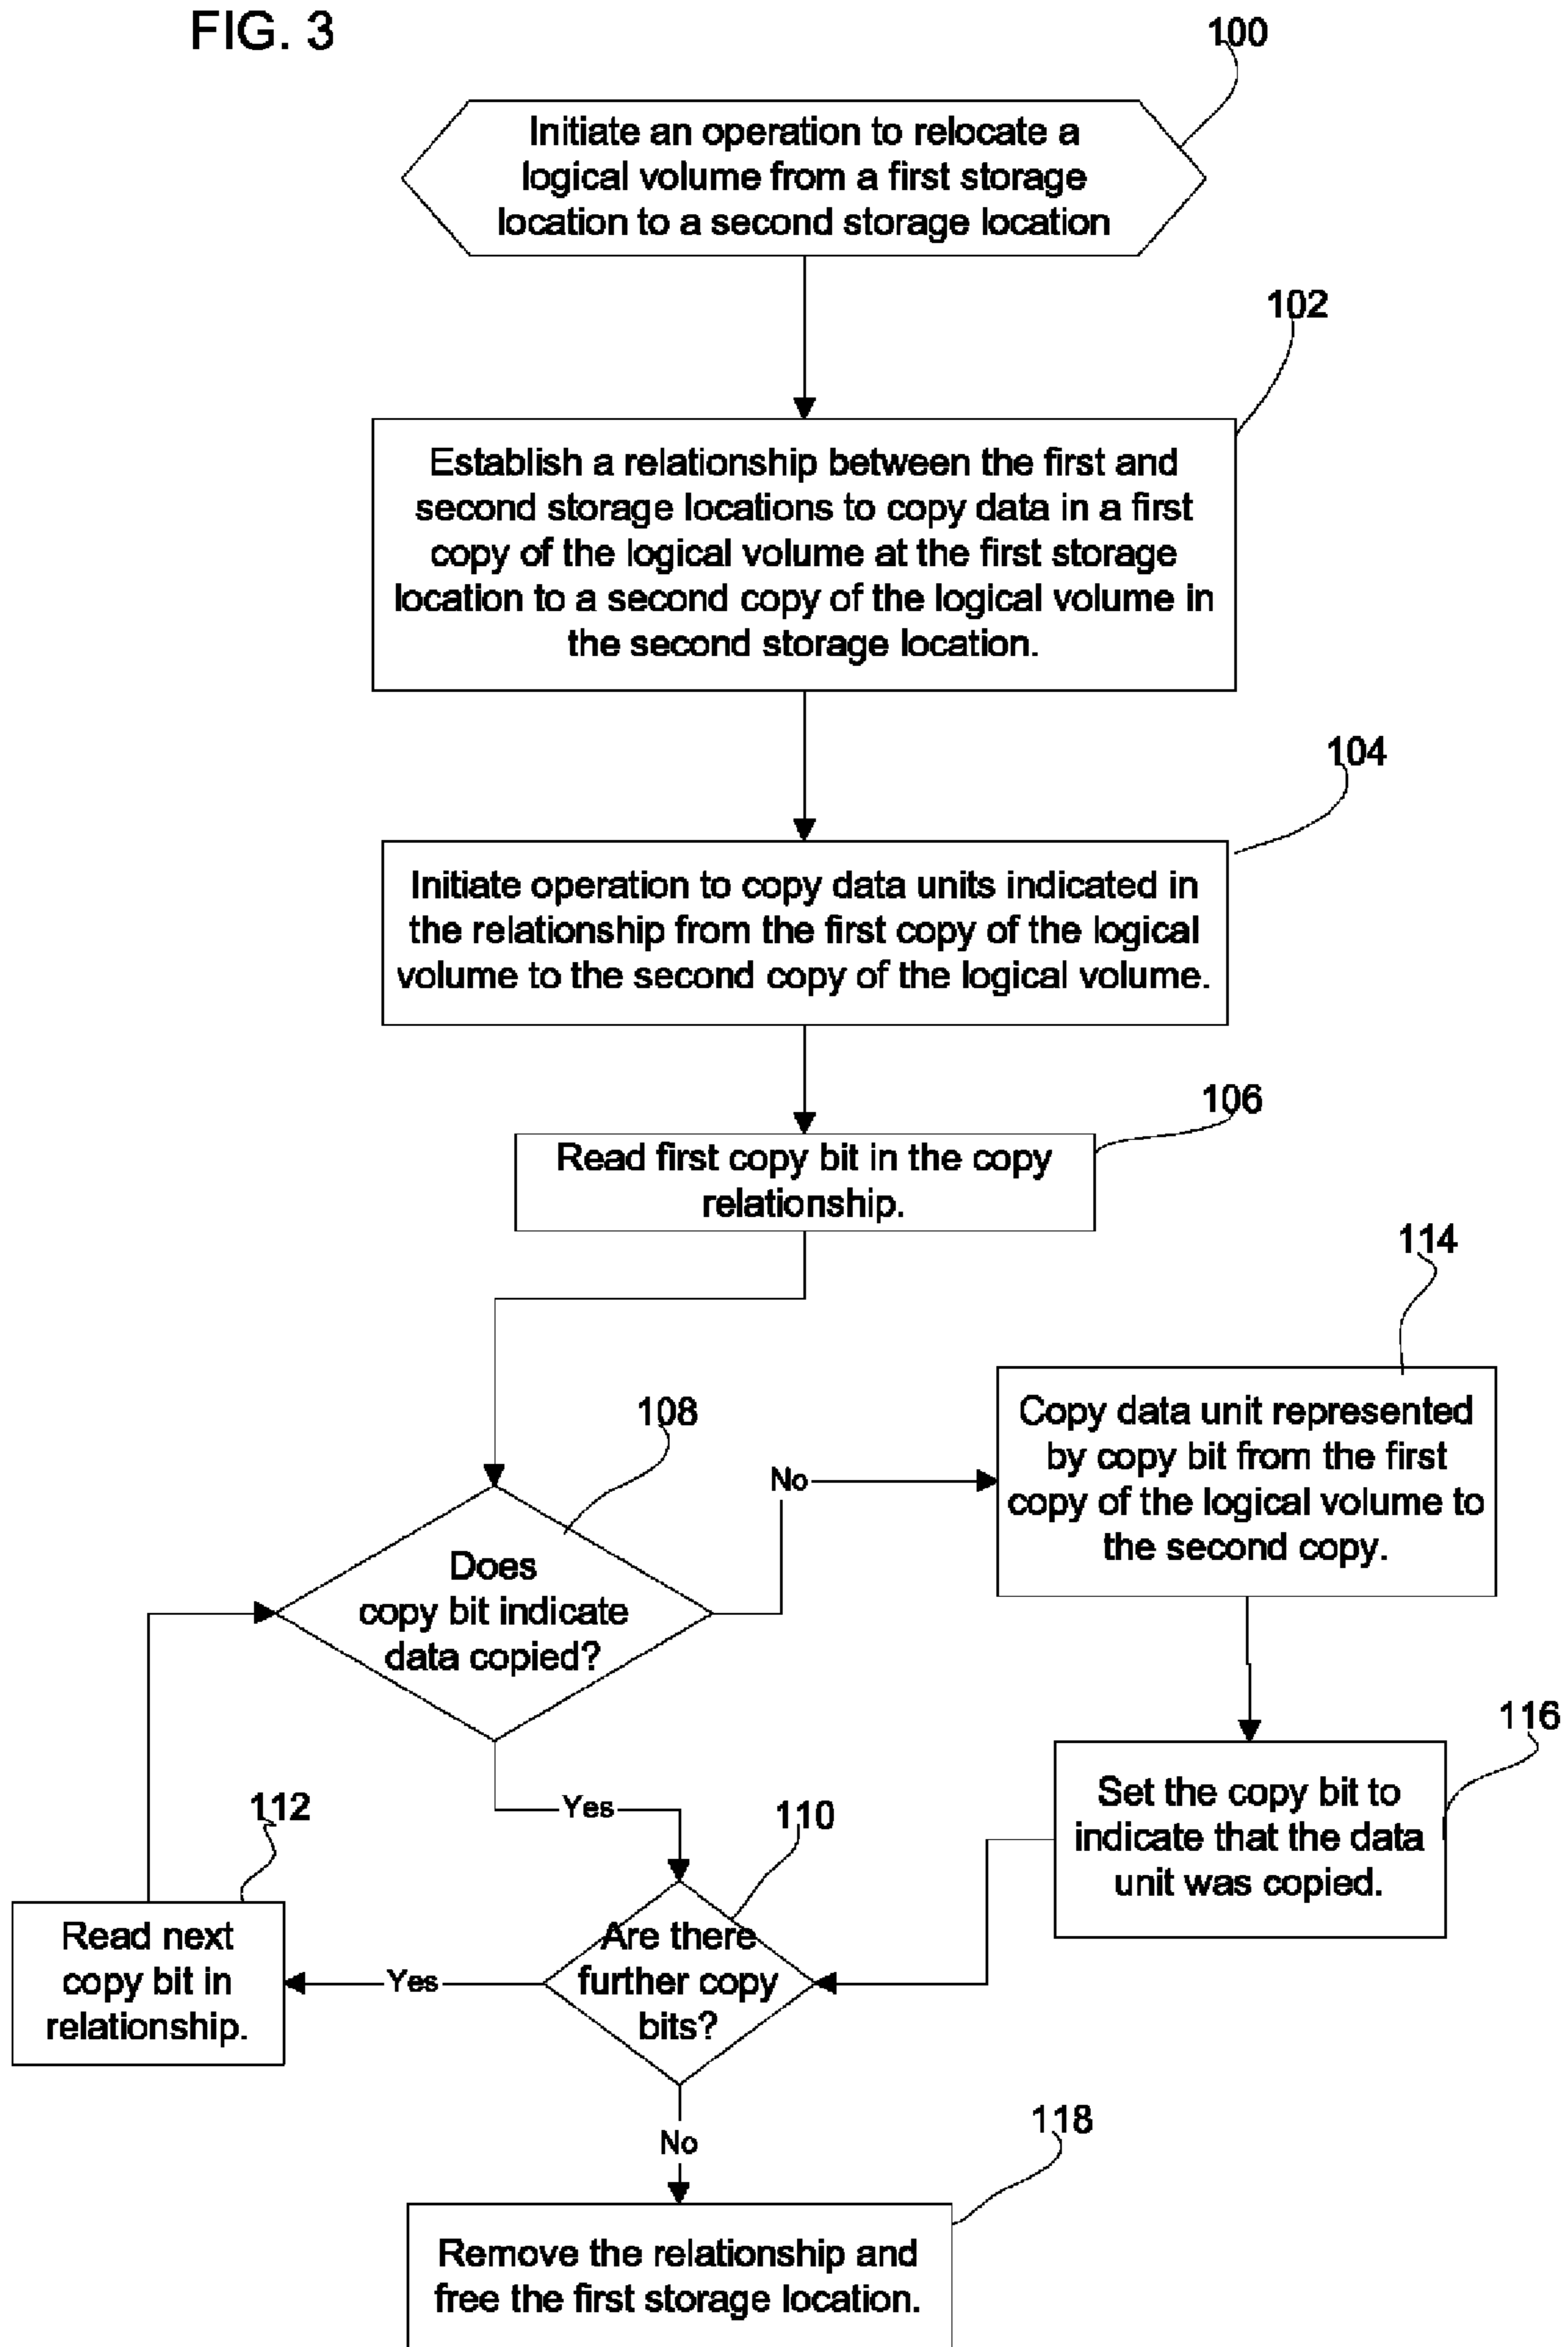 FIG. 3
100
Initiate an operation to relocate a
logical volume from a first storage
location to a second storage location
102
Establish a relationship between the first and
second storage locations to copy data in a first
copy of the logical volume at the first storage
location to a second copy of the logical volume in
the second storage location.
104
Initiate operation to copy data units indicated in
the relationship from the first copy of the logical
volume to the second copy of the logical volume.
106
Read first copy bit in the copy
relationship.
108
Does
copy bit indicate
data copied?
No
114
Copy data unit represented
by copy bit from the first
copy of the logical volume to
the second copy.
116
Set the copy bit to
indicate that the data
unit was copied.
Yes
110
Are there
further copy
bits?
Yes
112
Read next
copy bit in
relationship.
No
118
Remove the relationship and
free the first storage location.